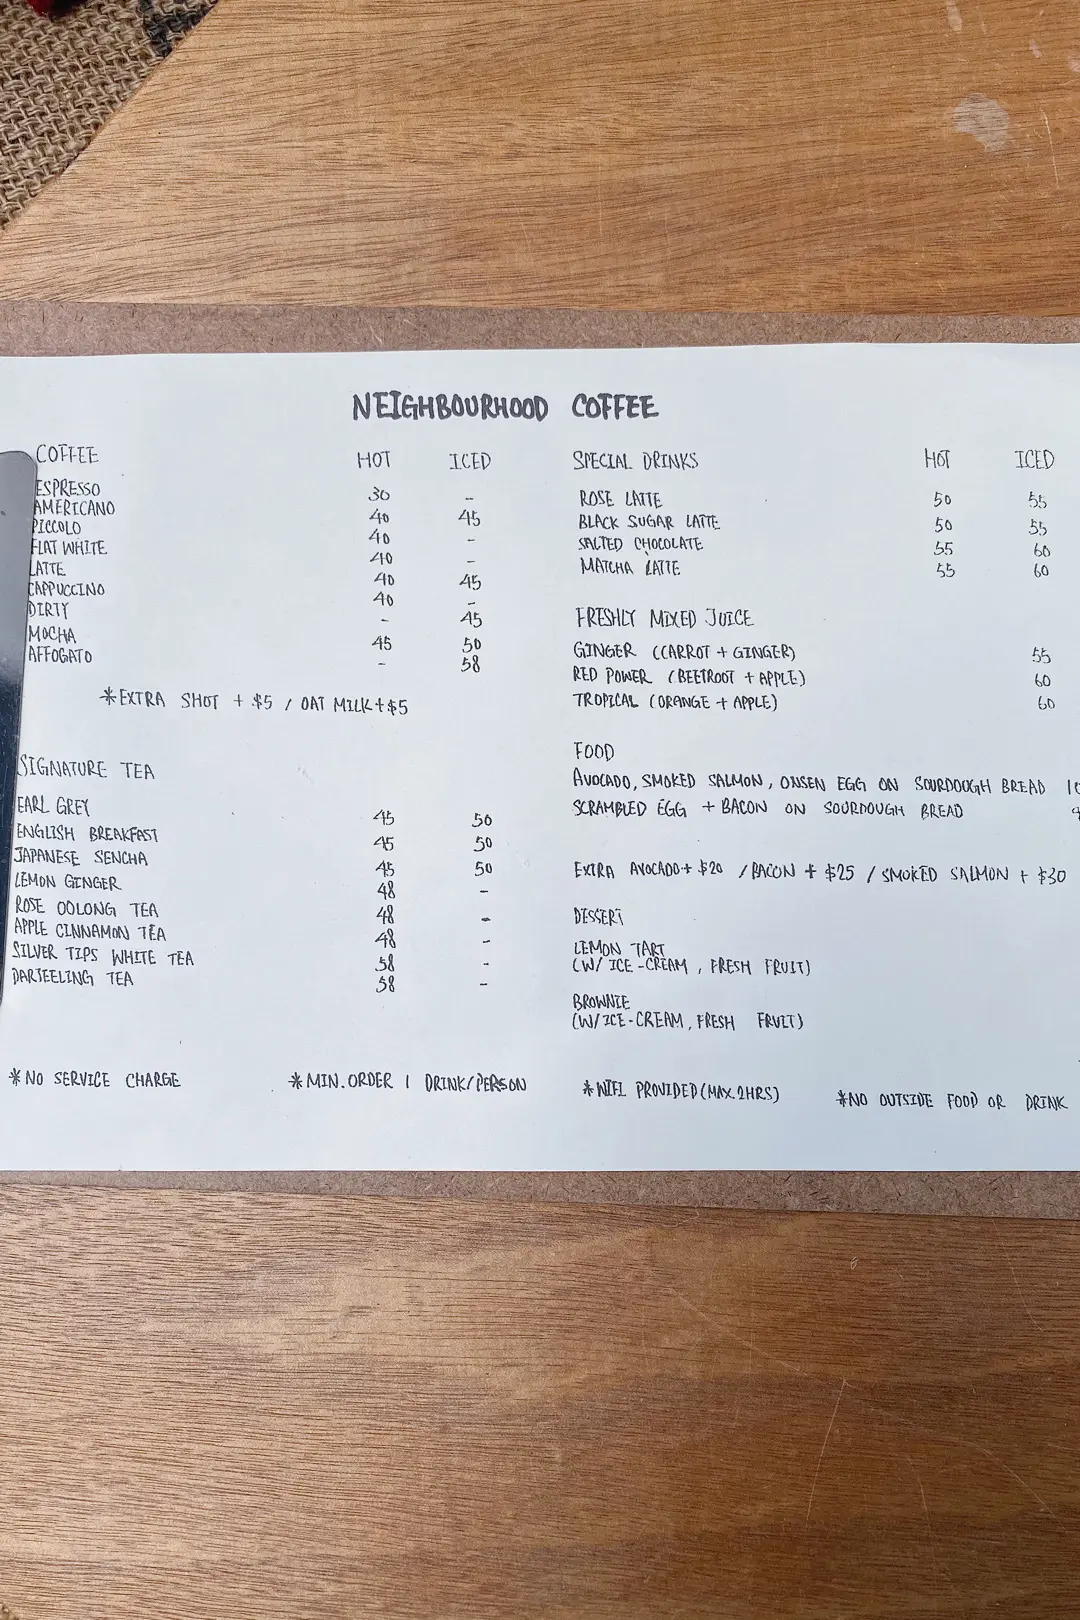 NEIGHBOURHOOD COFFEE
COFFEE HOT ICED
ESPRESSO 30 -
AMERICANO 40 45
PICCOLO 40 -
FLAT WHITE 40 -
LATTE 40 45
CAPPUCCINO 40 -
DIRTY - 45
MOCHA 45 50
AFFOGATO - 58
*EXTRA SHOT + $5 / OAT MILK + $5
SIGNATURE TEA
EARL GREY 45 50
ENGLISH BREAKFAST 45 50
JAPANESE SENCHA 45 50
LEMON GINGER 48 -
ROSE OOLONG TEA 48 -
APPLE CINNAMON TEA 48 -
SILVER TIPS WHITE TEA 58 -
DARJEELING TEA 58 -
SPECIAL DRINKS HOT ICED
ROSE LATTE 50 55
BLACK SUGAR LATTE 50 55
SALTED CHOCOLATE 55 60
MATCHA LATTE 55 60
FRESHLY MIXED JUICE
GINGER (CARROT + GINGER) 55
RED POWER (BEETROOT + APPLE) 60
TROPICAL (ORANGE + APPLE) 60
FOOD
AVOCADO, SMOKED SALMON, ONSEN EGG ON SOURDOUGH BREAD
SCRAMBLED EGG + BACON ON SOURDOUGH BREAD
EXTRA AVOCADO + $20 / BACON + $25 / SMOKED SALMON + $30
DESSERT
LEMON TART
(W/ ICE-CREAM, FRESH FRUIT)
BROWNIE
(W/ ICE-CREAM, FRESH FRUIT)
*NO SERVICE CHARGE *MIN. ORDER 1 DRINK/PERSON *WIFI PROVIDED (MAX. 2HRS) *NO OUTSIDE FOOD OR DRINK